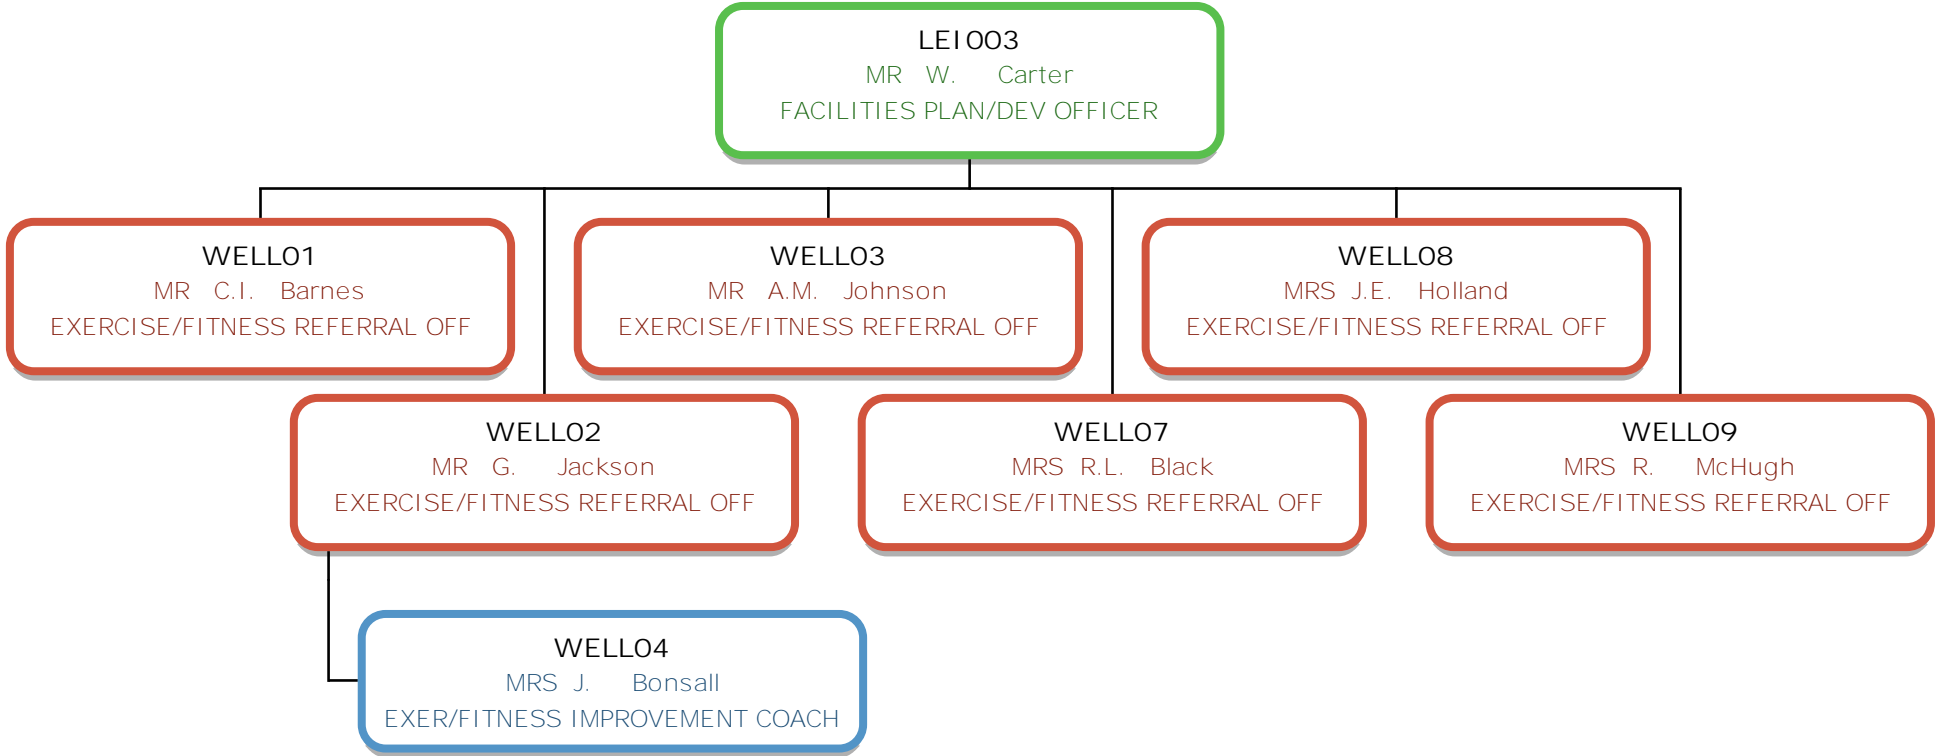 LEI003
MR W. Carter
FACILITIES PLAN/DEV OFFICER
WELL01
MR C.I. Barnes
EXERCISE/FITNESS REFERRAL OFF
WELL03
MR A.M. Johnson
EXERCISE/FITNESS REFERRAL OFF
WELL08
MRS J.E. Holland
EXERCISE/FITNESS REFERRAL OFF
WELL02
MR G. Jackson
EXERCISE/FITNESS REFERRAL OFF
WELL07
MRS R.L. Black
EXERCISE/FITNESS REFERRAL OFF
WELL09
MRS R. McHugh
EXERCISE/FITNESS REFERRAL OFF
WELL04
MRS J. Bonsall
EXER/FITNESS IMPROVEMENT COACH